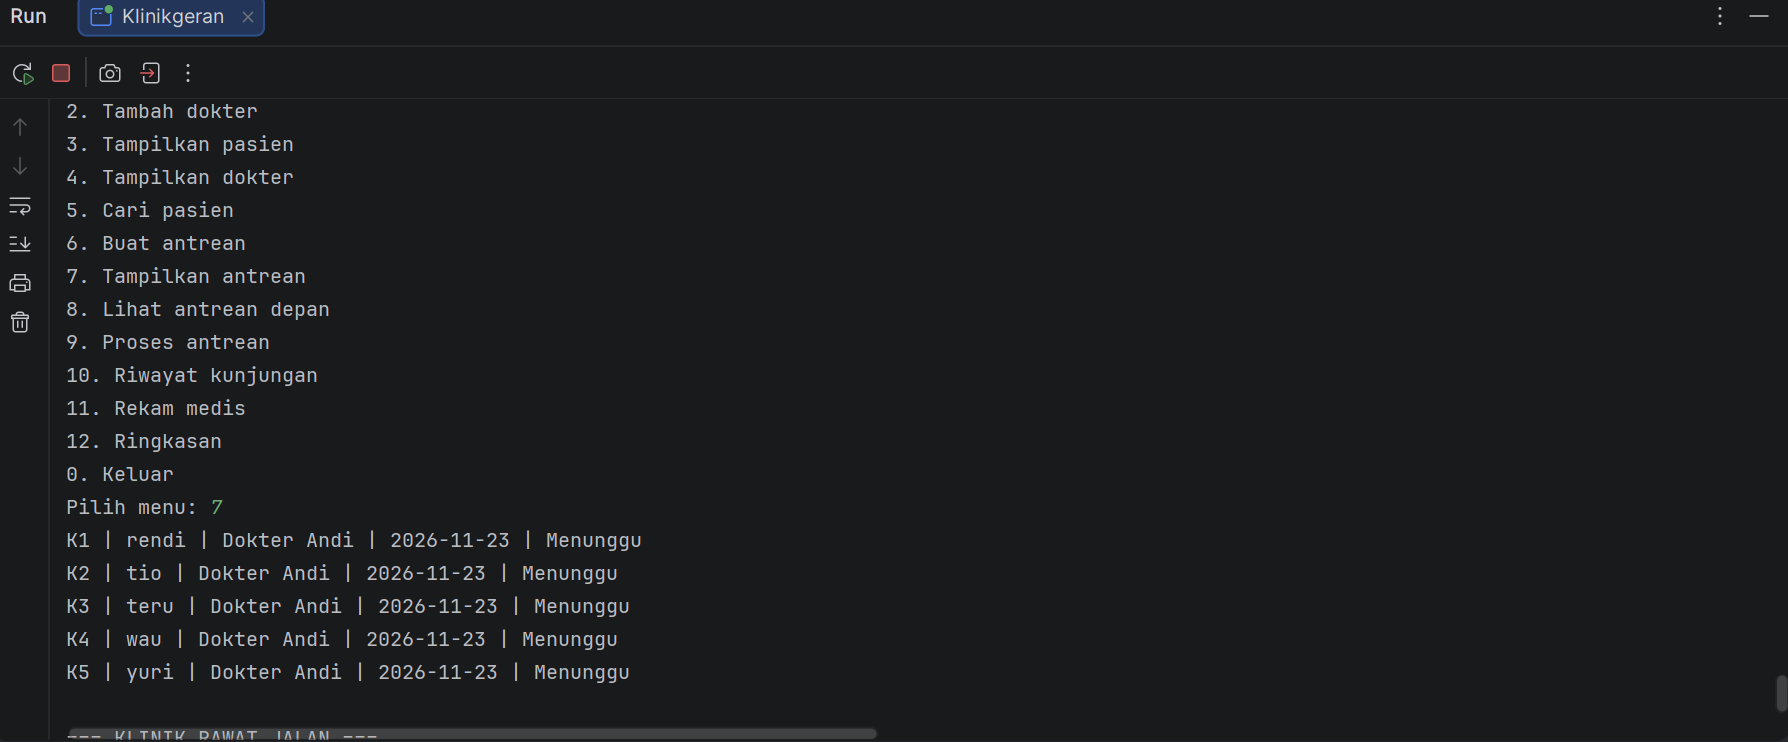 Run Klinikgeran
2. Tambah dokter
3. Tampilkan pasien
4. Tampilkan dokter
5. Cari pasien
6. Buat antrean
7. Tampilkan antrean
8. Lihat antrean depan
9. Proses antrean
10. Riwayat kunjungan
11. Rekam medis
12. Ringkasan
0. Keluar
Pilih menu: 7
K1 | rendi | Dokter Andi | 2026-11-23 | Menunggu
K2 | tio | Dokter Andi | 2026-11-23 | Menunggu
K3 | teru | Dokter Andi | 2026-11-23 | Menunggu
K4 | wau | Dokter Andi | 2026-11-23 | Menunggu
K5 | yuri | Dokter Andi | 2026-11-23 | Menunggu
=== KLINIK RAWAT JALAN ===